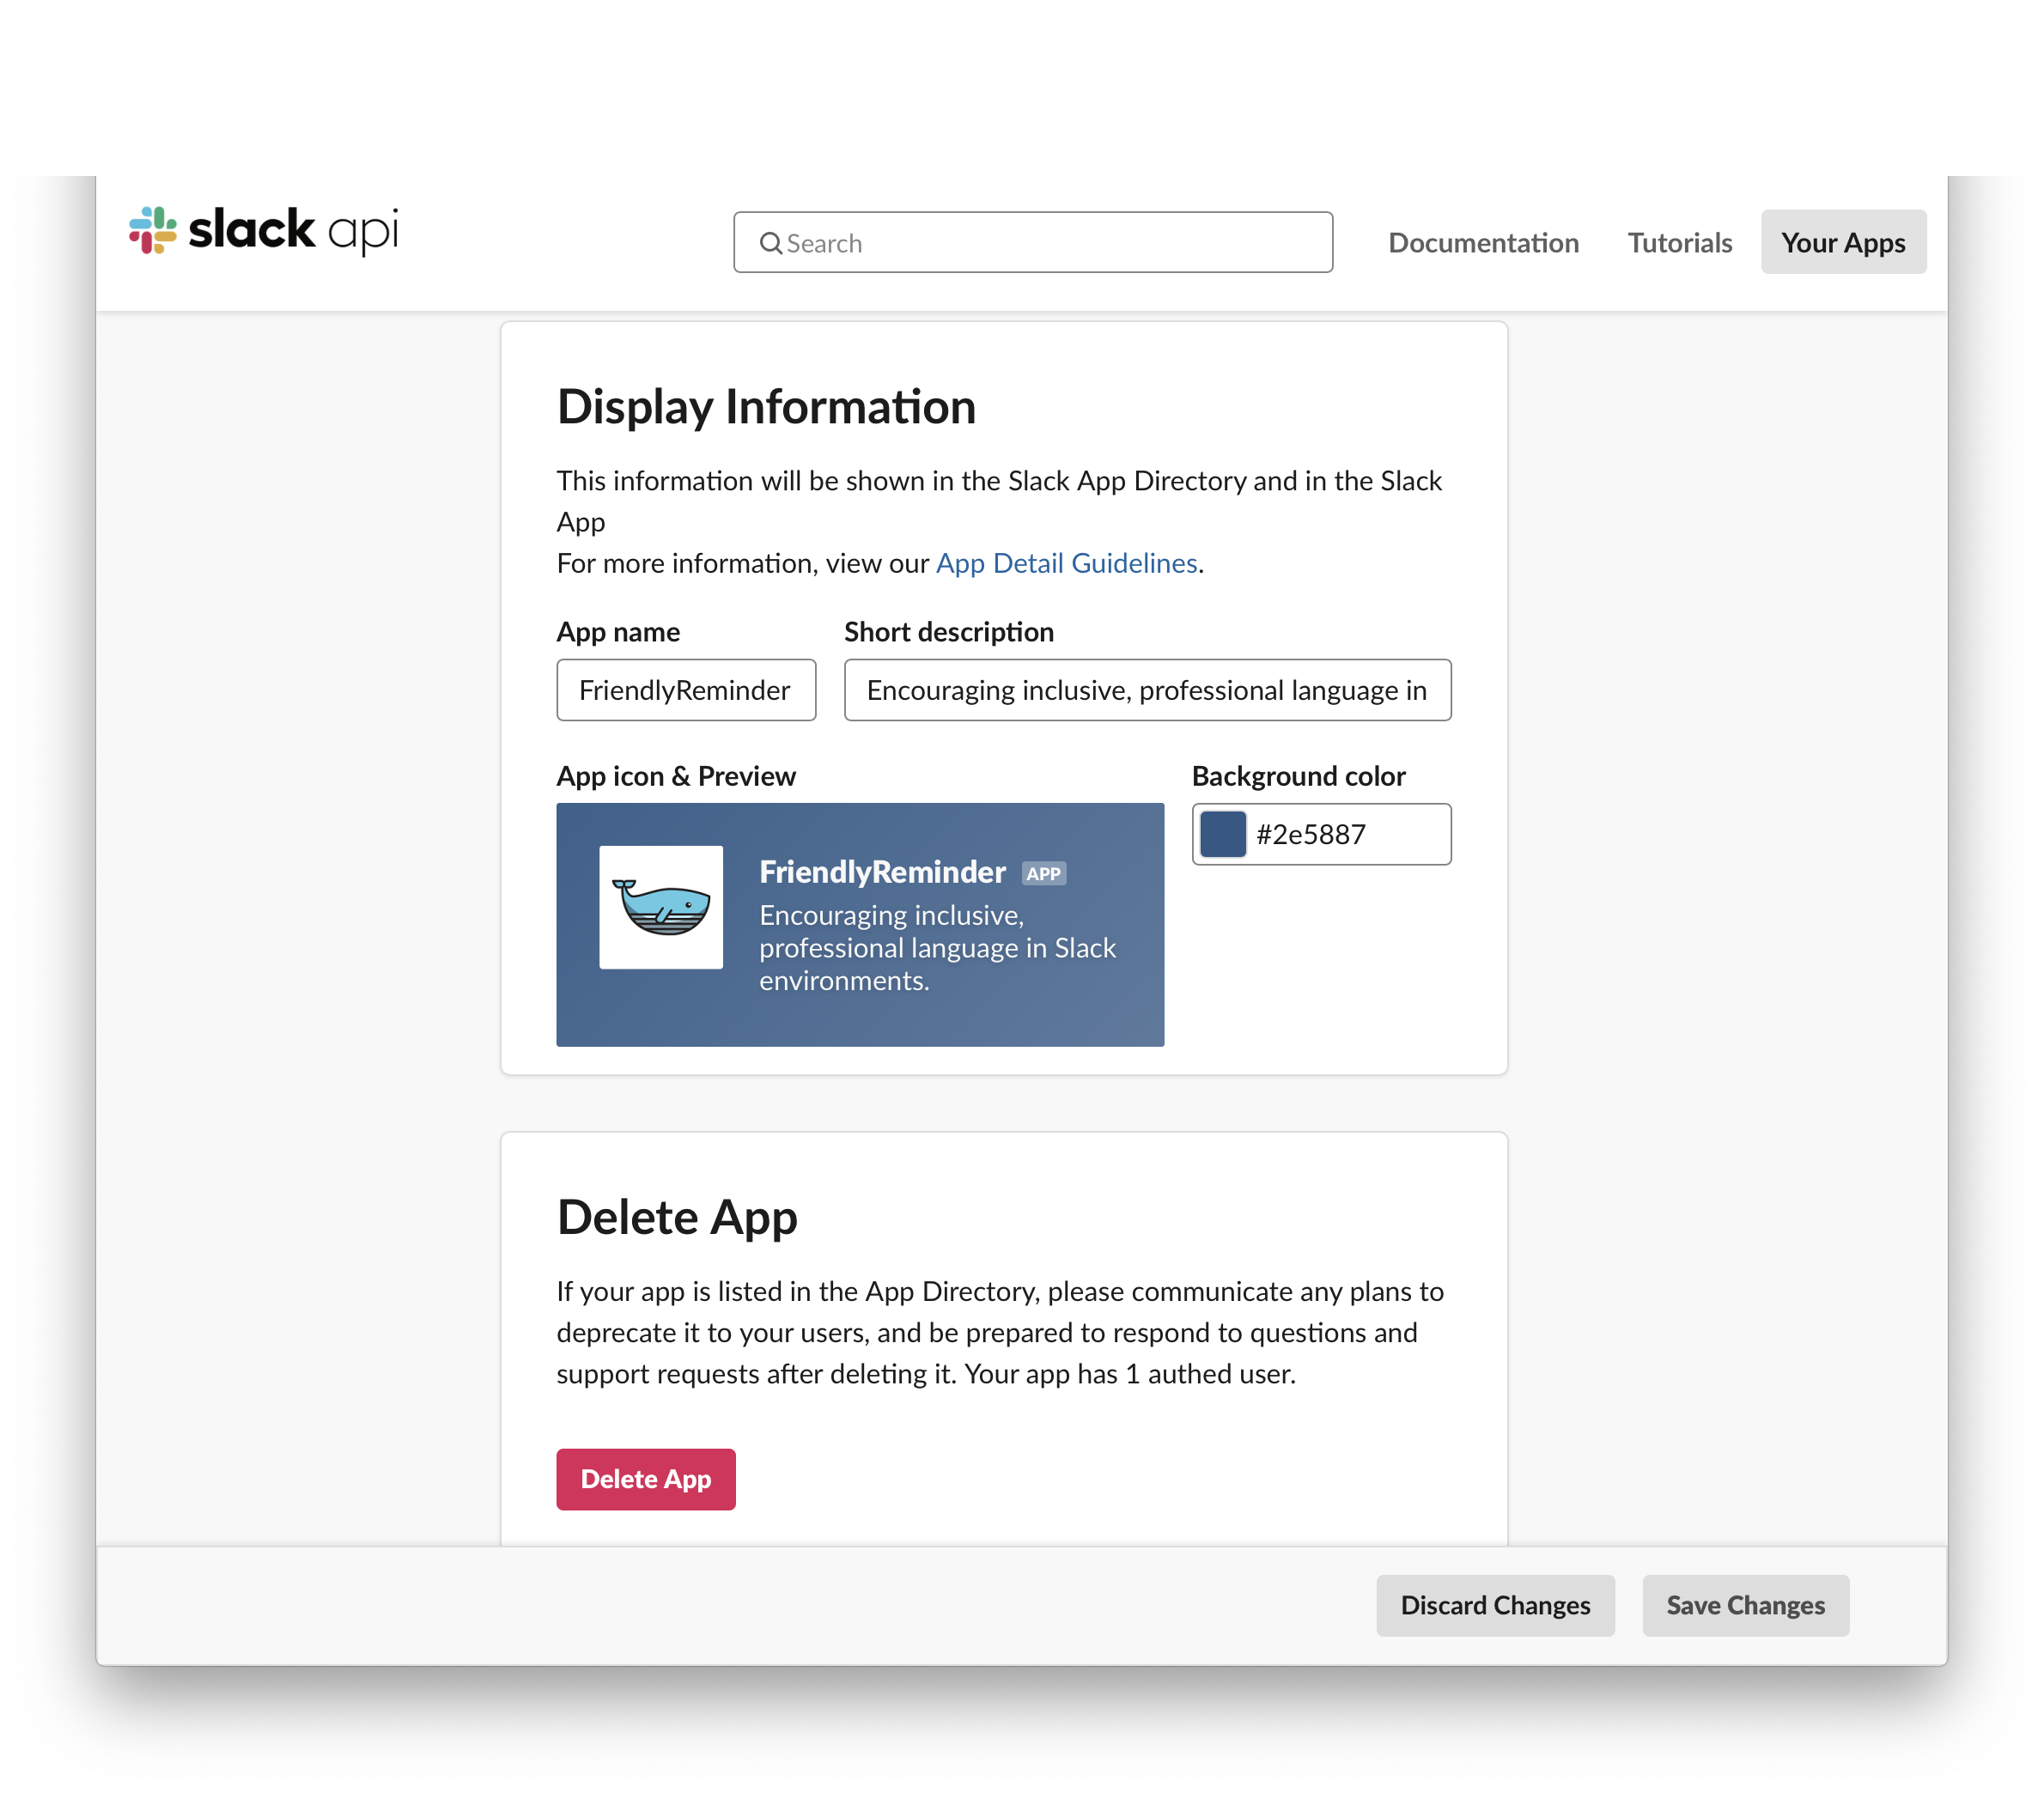 slack api
Search
Documentation
Tutorials
Your Apps
Display Information
This information will be shown in the Slack App Directory and in the Slack
App
For more information, view our App Detail Guidelines.
App name
Short description
FriendlyReminder
Encouraging inclusive, professional language in
App icon & Preview
Background color
#2e5887
FriendlyReminder APP
Encouraging inclusive,
professional language in Slack
environments.
Delete App
If your app is listed in the App Directory, please communicate any plans to
deprecate it to your users, and be prepared to respond to questions and
support requests after deleting it. Your app has 1 authed user.
Delete App
Discard Changes
Save Changes